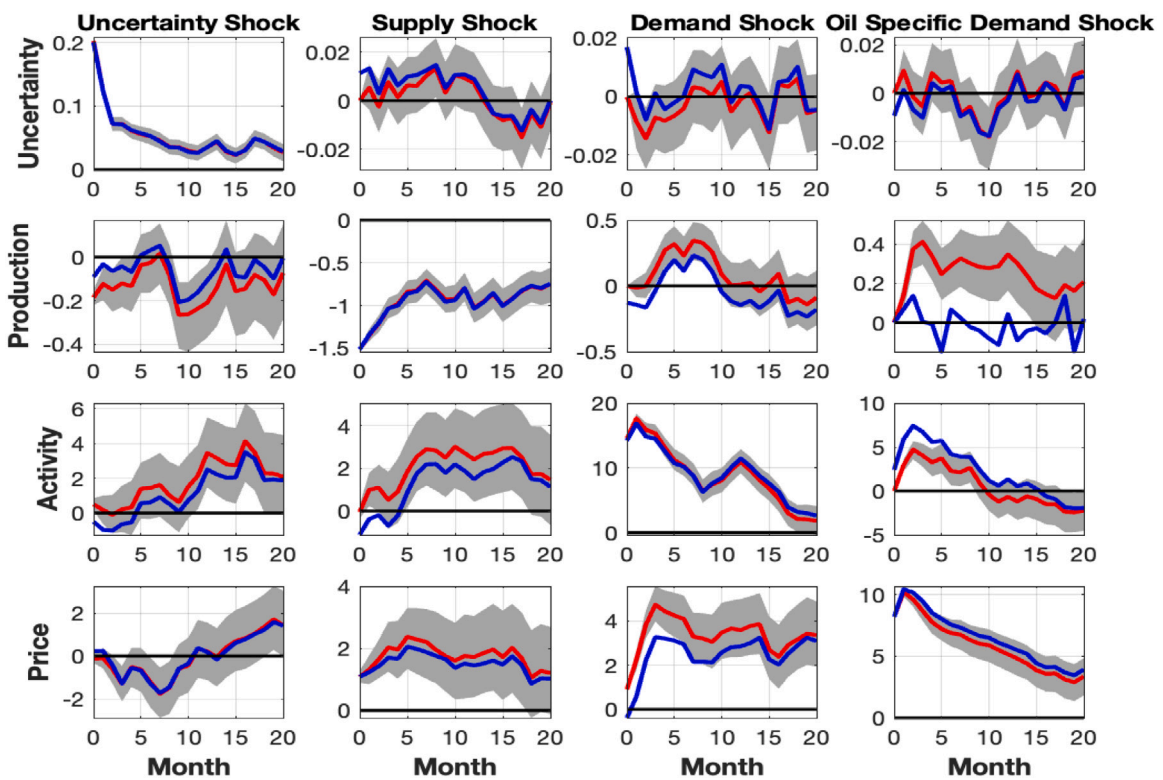 Uncertainty Shock Supply Shock Demand Shock Oil Specific Demand Shock
Uncertainty
0.2 0.1 0
0.02 0 -0.02
0.02 0 -0.02
0.02 0 -0.02
0 5 10 15 20
0 5 10 15 20
0 5 10 15 20
0 5 10 15 20
Production
0 -0.2 -0.4
0 -0.5 -1 -1.5
0.5 0 -0.5
0.4 0.2 0
0 5 10 15 20
0 5 10 15 20
0 5 10 15 20
0 5 10 15 20
Activity
6 4 2 0
4 2 0
20 10 0
10 5 0 -5
0 5 10 15 20
0 5 10 15 20
0 5 10 15 20
0 5 10 15 20
Price
2 0 -2
4 2 0
4 2 0
10 5 0
0 5 10 15 20
0 5 10 15 20
0 5 10 15 20
0 5 10 15 20
Month Month Month Month